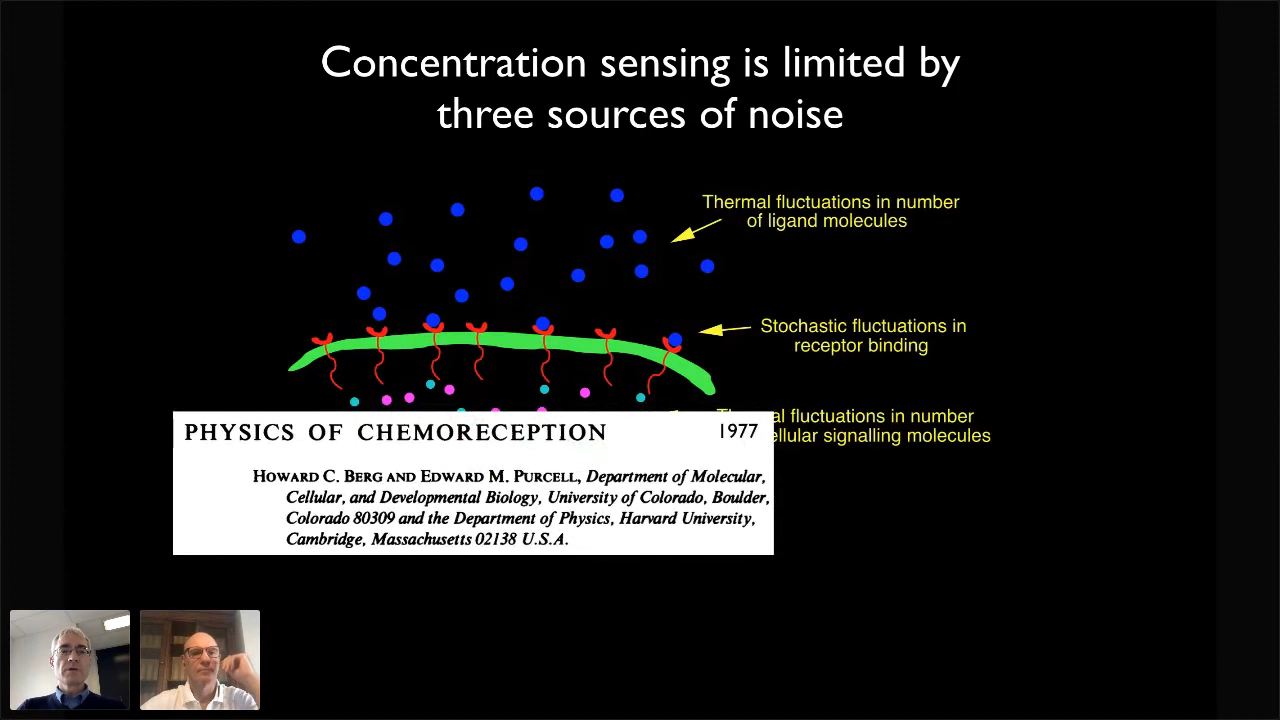 Concentration sensing is limited by
three sources of noise
Thermal fluctuations in number
of ligand molecules
Stochastic fluctuations in
receptor binding
fluctuations in number
signalling molecules
PHYSICS OF CHEMORECEPTION 1977
HOWARD C. BERG AND EDWARD M. PURCELL, Department of Molecular,
Cellular, and Developmental Biology, University of Colorado, Boulder,
Colorado 80309 and the Department of Physics, Harvard University,
Cambridge, Massachusetts 02138 U.S.A.